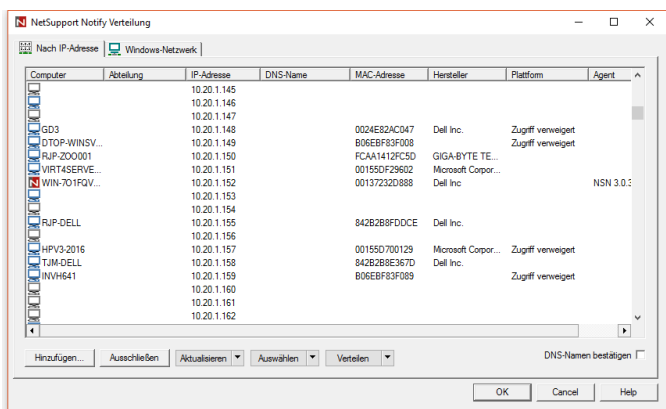 NetSupport Notify Verteilung
Nach IP-Adresse Windows-Netzwerk
Computer Abteilung IP-Adresse DNS-Name MAC-Adresse Hersteller Plattform Agent
10.20.1.145
10.20.1.146
10.20.1.147
GD3 10.20.1.148 0024E82AC047 Dell Inc. Zugriff verweigert
DTOP-WINSV... 10.20.1.149 B06EBF83F008 Zugriff verweigert
RJP-ZOO001 10.20.1.150 FCAA1412FC5D GIGA-BYTE TE...
VIRT4SERVE... 10.20.1.151 00155DF29602 Microsoft Corpor...
WIN-7O1FQV... 10.20.1.152 00137232D888 Dell Inc NSN 3.0.3
10.20.1.153
10.20.1.154
RJP-DELL 10.20.1.155 842B2B8FDDCE Dell Inc.
10.20.1.156
HPV3-2016 10.20.1.157 00155D700129 Microsoft Corpor... Zugriff verweigert
TJM-DELL 10.20.1.158 842B2B8E367D Dell Inc.
INVH641 10.20.1.159 B06EBF83F089 Zugriff verweigert
10.20.1.160
10.20.1.161
10.20.1.162
Hinzufügen... Ausschließen Aktualisieren Auswählen Verteilen DNS-Namen bestätigen
OK Cancel Help